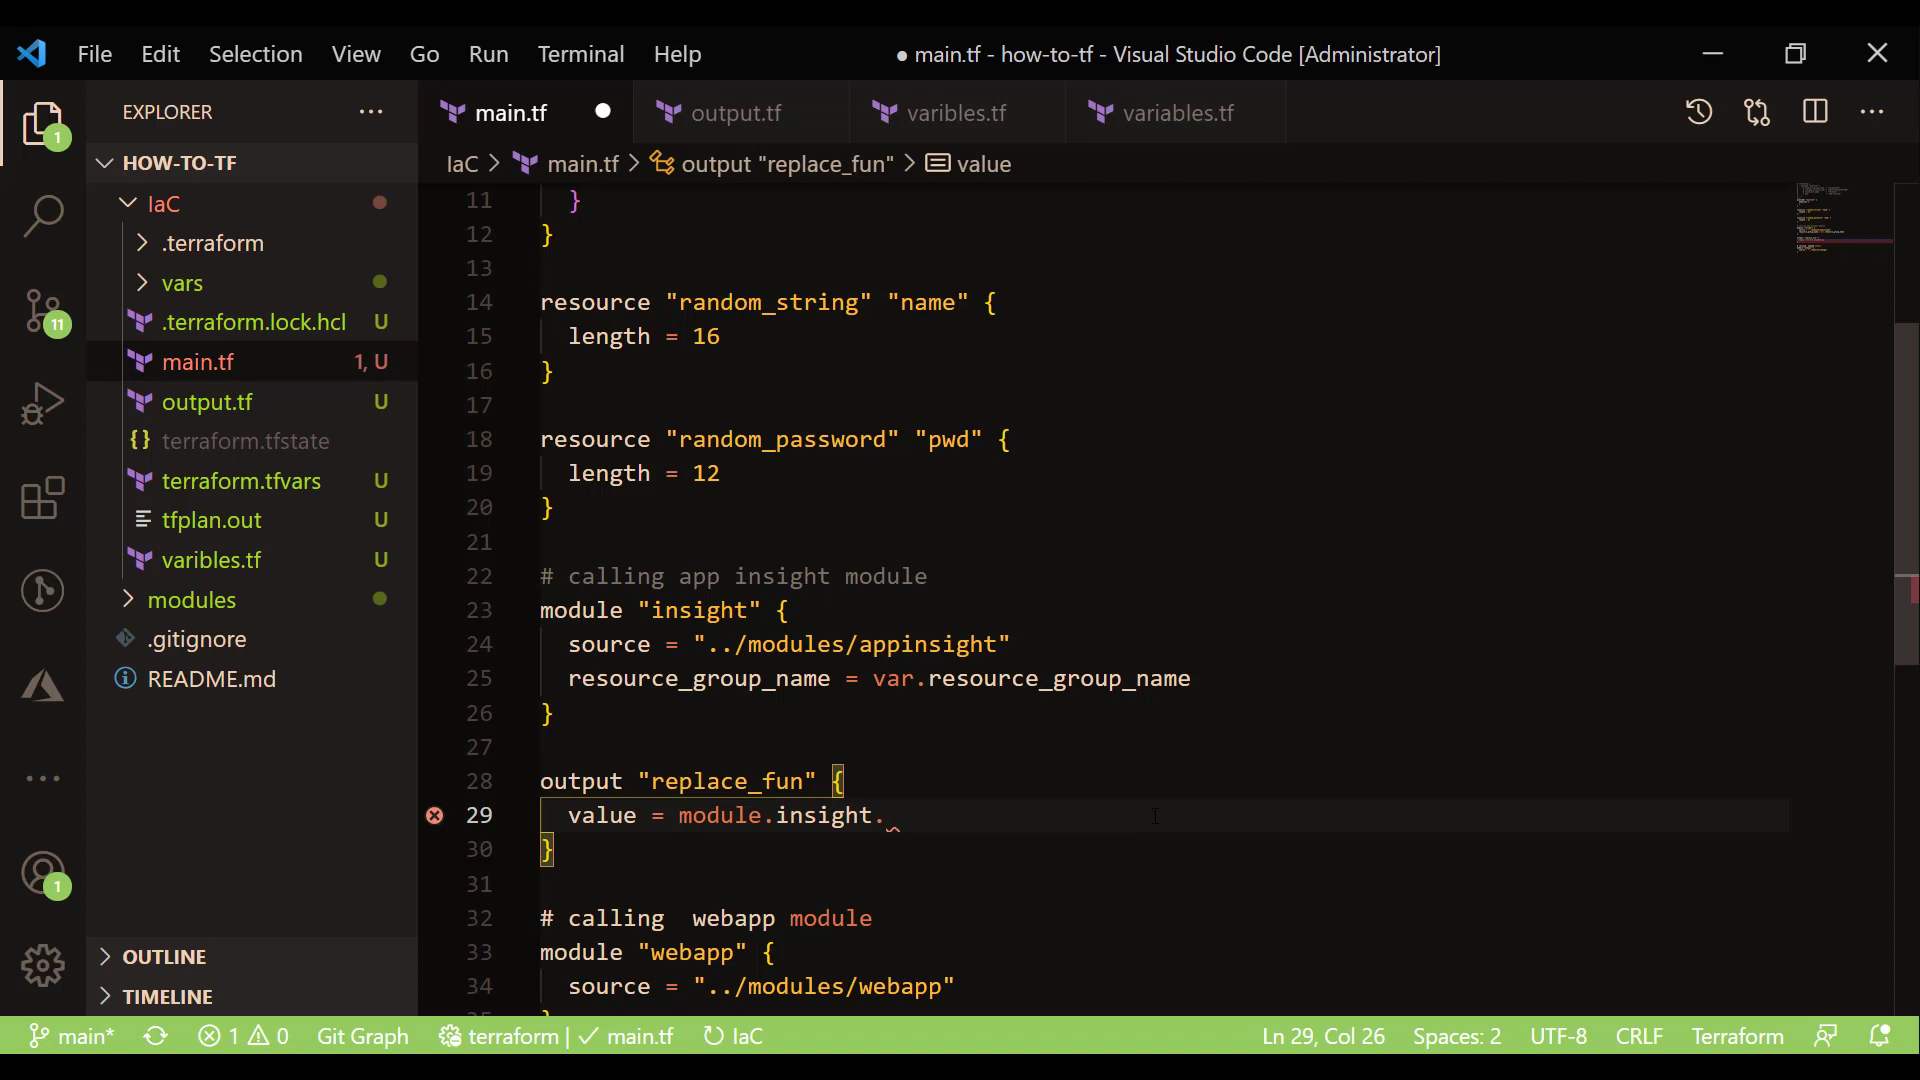 File Edit Selection View Go Run Terminal Help
● main.tf - how-to-tf - Visual Studio Code [Administrator]
EXPLORER
main.tf
output.tf
varibles.tf
variables.tf
HOW-TO-TF
IaC
.terraform
vars
.terraform.lock.hcl U
main.tf 1, U
output.tf U
{} terraform.tfstate
terraform.tfvars U
tfplan.out U
varibles.tf U
modules
.gitignore
README.md
OUTLINE
TIMELINE
1
11
1
IaC > main.tf > output "replace_fun" > value
11 }
12 }
13
14 resource "random_string" "name" {
15 length = 16
16 }
17
18 resource "random_password" "pwd" {
19 length = 12
20 }
21
22 # calling app insight module
23 module "insight" {
24 source = "../modules/appinsight"
25 resource_group_name = var.resource_group_name
26 }
27
28 output "replace_fun" {
29 value = module.insight.
30 }
31
32 # calling  webapp module
33 module "webapp" {
34 source = "../modules/webapp"
main* 1 0 Git Graph terraform | ✓ main.tf IaC Ln 29, Col 26 Spaces: 2 UTF-8 CRLF Terraform